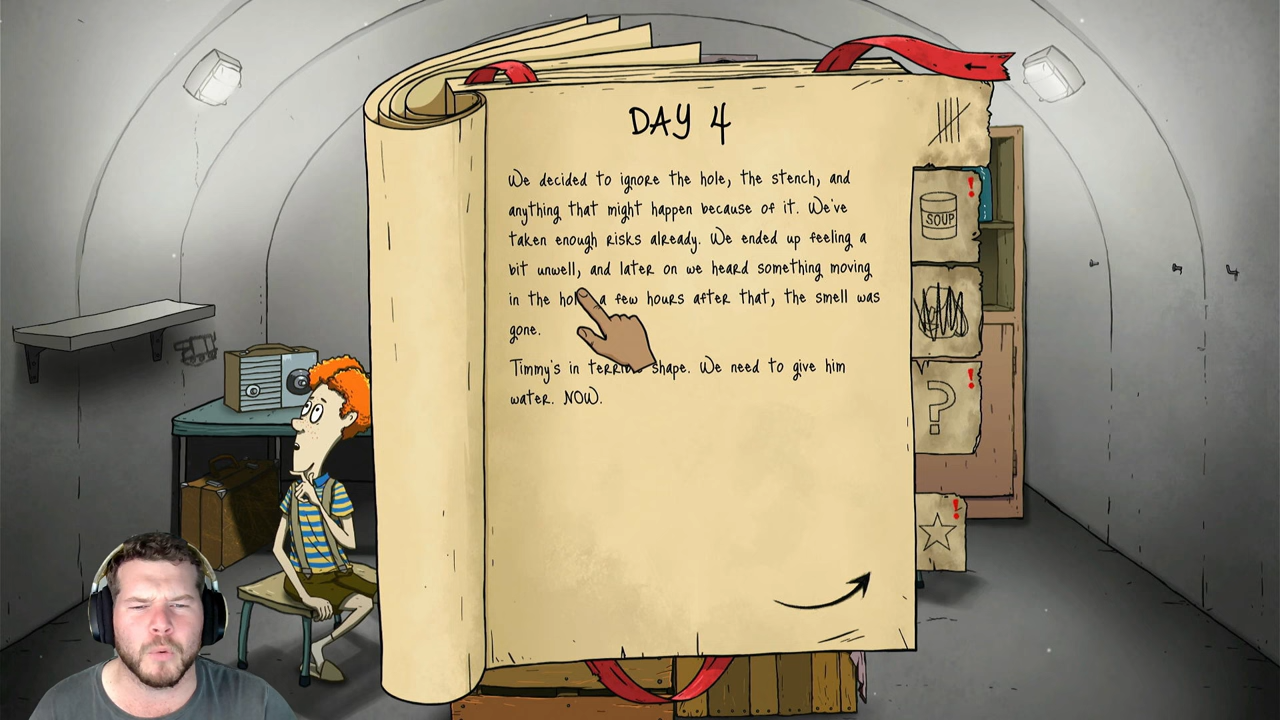 DAY 4
We decided to ignore the hole, the stench, and
anything that might happen because of it. We've
taken enough risks already. We ended up feeling a
bit unwell, and later on we heard something moving
in the a few hours after that, the smell was
gone.
Timmy's in shape. We need to give him
water. NOW.
SOUP
!
?
!
!